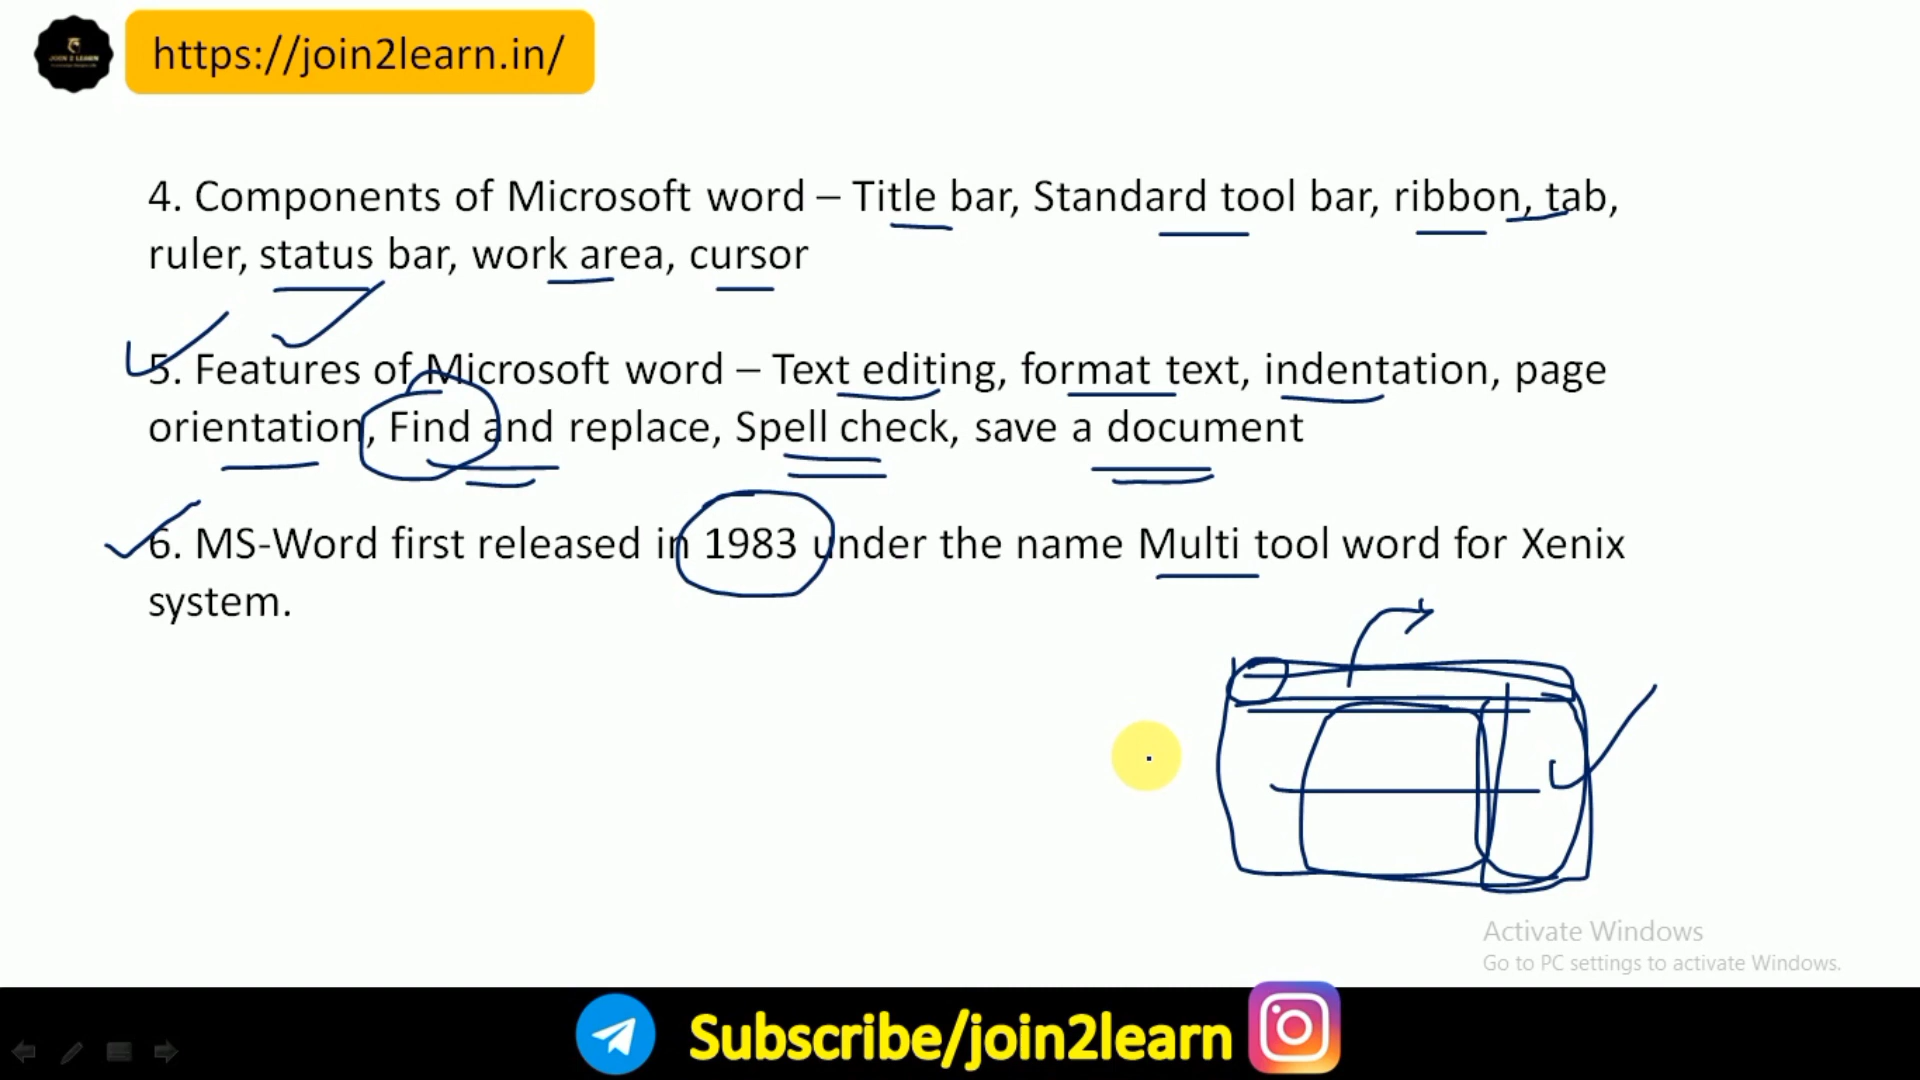 JOIN 2 LEARN
https://join2learn.in/
4. Components of Microsoft word – Title bar, Standard tool bar, ribbon, tab,
ruler, status bar, work area, cursor
5. Features of Microsoft word – Text editing, format text, indentation, page
orientation, Find and replace, Spell check, save a document
6. MS-Word first released in 1983 under the name Multi tool word for Xenix
system.
Activate Windows
Go to PC settings to activate Windows.
Subscribe/join2learn